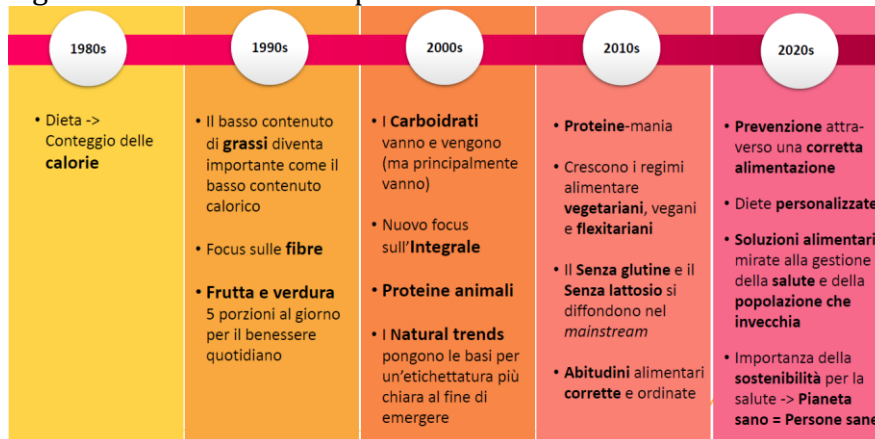 1980s
1990s
2000s
2010s
2020s
• Dieta ->
Conteggio delle
calorie
• Il basso contenuto
di grassi diventa
importante come il
basso contenuto
calorico
• Focus sulle fibre
• Frutta e verdura
5 porzioni al giorno
per il benessere
quotidiano
• I Carboidrati
vanno e vengono
(ma principalmente
vanno)
• Nuovo focus
sull'Integrale
• Proteine animali
• I Natural trends
pongono le basi per
un'etichettatura più
chiara al fine di
emergere
• Proteine-mania
• Crescono i regimi
alimentare
vegetariani, vegani
e flexitariani
• Il Senza glutine e il
Senza lattosio si
diffondono nel
mainstream
• Abitudini alimentari
corrette e ordinate
• Prevenzione attra-
verso una corretta
alimentazione
• Diete personalizzate
• Soluzioni alimentari
mirate alla gestione
della salute e della
popolazione che
invecchia
• Importanza della
sostenibilità per la
salute -> Pianeta
sano = Persone sane